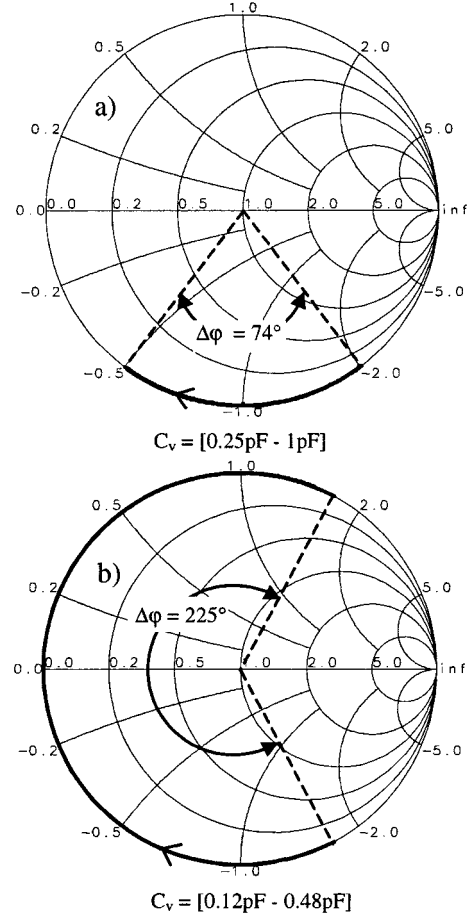 1.0
0.5 2.0
a)
0.2 5.0
0.0 0.0 0.2 0.5 1.0 2.0 5.0 inf
-0.2 -5.0
Δφ = 74°
-0.5 -2.0
-1.0
C_v = [0.25pF - 1pF]
1.0
0.5 2.0
b)
0.2 5.0
Δφ = 225°
0.0 0.0 0.2 0.5 1.0 2.0 5.0 inf
-0.2 -5.0
-0.5 -2.0
-1.0
C_v = [0.12pF - 0.48pF]